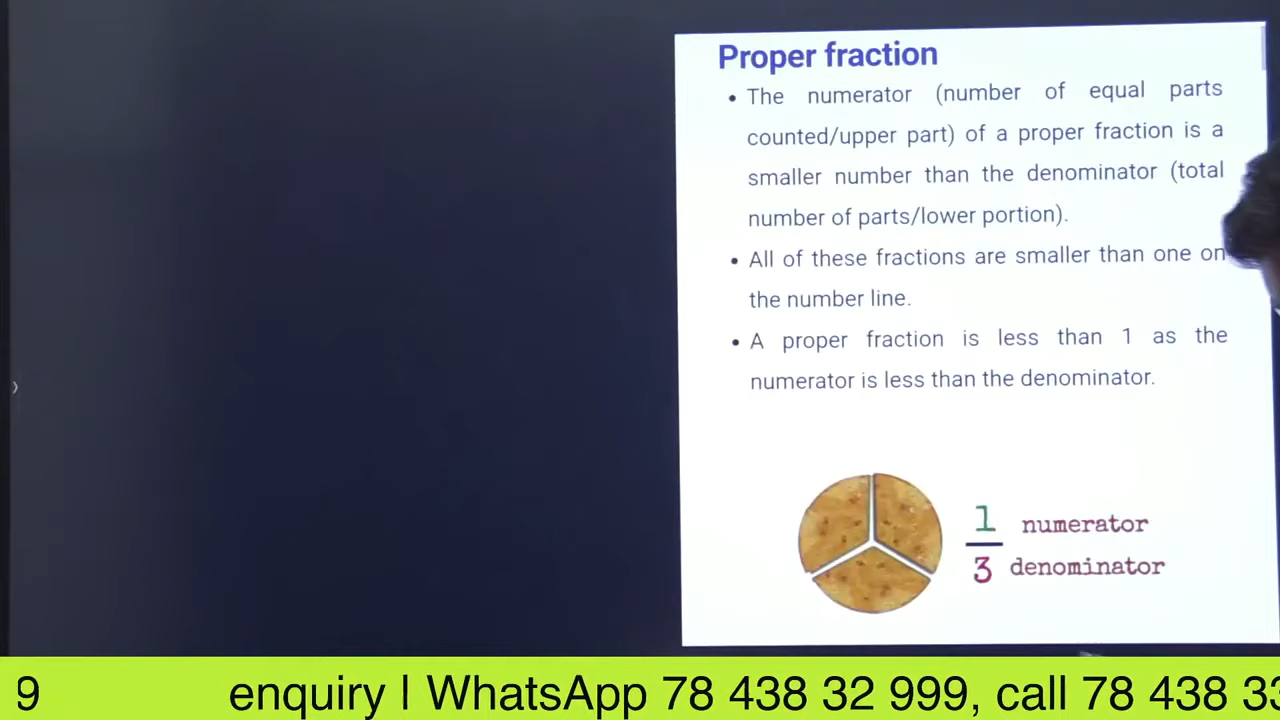 Proper fraction
• The numerator (number of equal parts
counted/upper part) of a proper fraction is a
smaller number than the denominator (total
number of parts/lower portion).
• All of these fractions are smaller than one on
the number line.
• A proper fraction is less than 1 as the
numerator is less than the denominator.
1 numerator
3 denominator
9 enquiry | WhatsApp 78 438 32 999, call 78 438 33